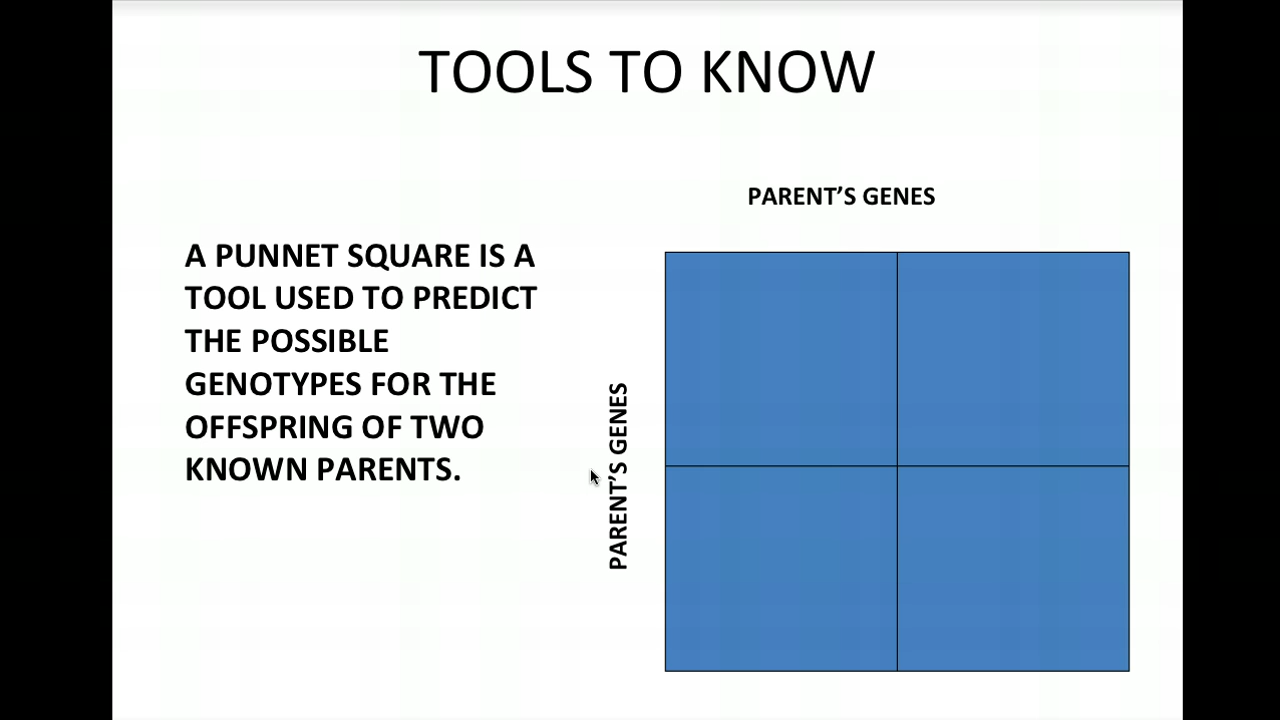 TOOLS TO KNOW
PARENT’S GENES
A PUNNET SQUARE IS A
TOOL USED TO PREDICT
THE POSSIBLE
GENOTYPES FOR THE
OFFSPRING OF TWO
KNOWN PARENTS.
PARENT’S GENES